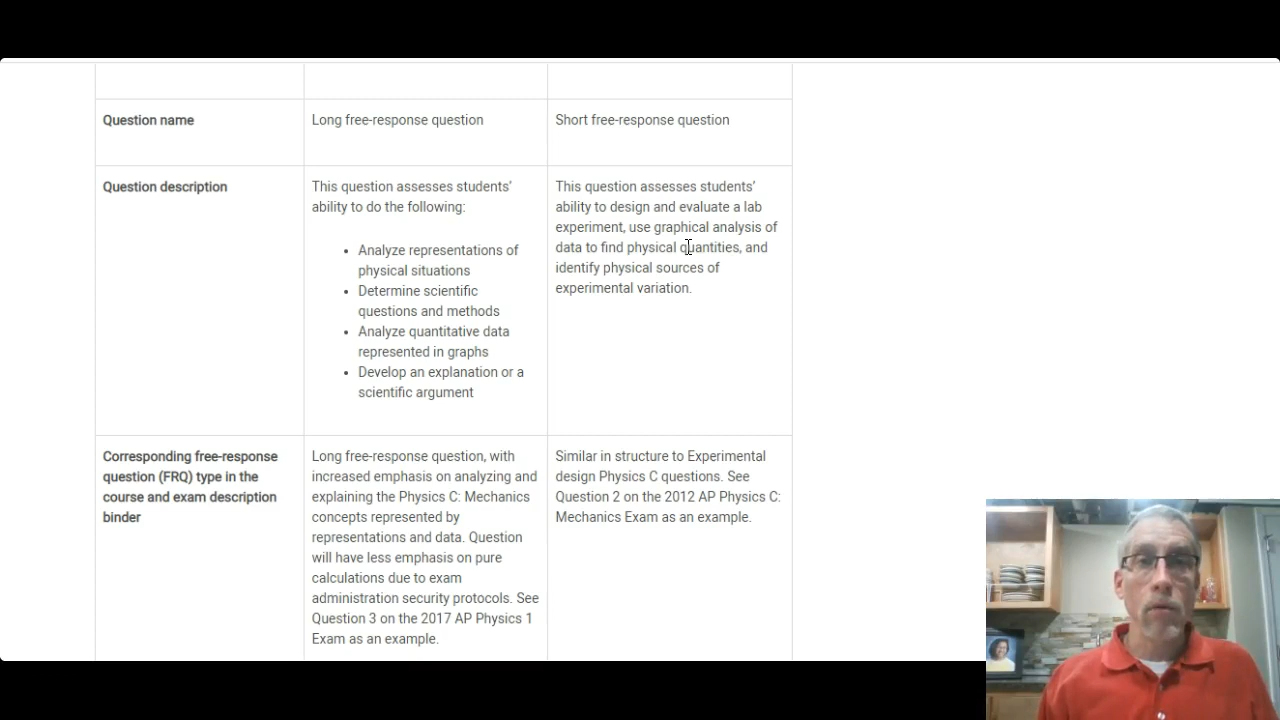 Question name
Long free-response question
Short free-response question
Question description
This question assesses students'
ability to do the following:
• Analyze representations of
physical situations
• Determine scientific
questions and methods
• Analyze quantitative data
represented in graphs
• Develop an explanation or a
scientific argument
This question assesses students'
ability to design and evaluate a lab
experiment, use graphical analysis of
data to find physical quantities, and
identify physical sources of
experimental variation.
Corresponding free-response
question (FRQ) type in the
course and exam description
binder
Long free-response question, with
increased emphasis on analyzing and
explaining the Physics C: Mechanics
concepts represented by
representations and data. Question
will have less emphasis on pure
calculations due to exam
administration security protocols. See
Question 3 on the 2017 AP Physics 1
Exam as an example.
Similar in structure to Experimental
design Physics C questions. See
Question 2 on the 2012 AP Physics C:
Mechanics Exam as an example.